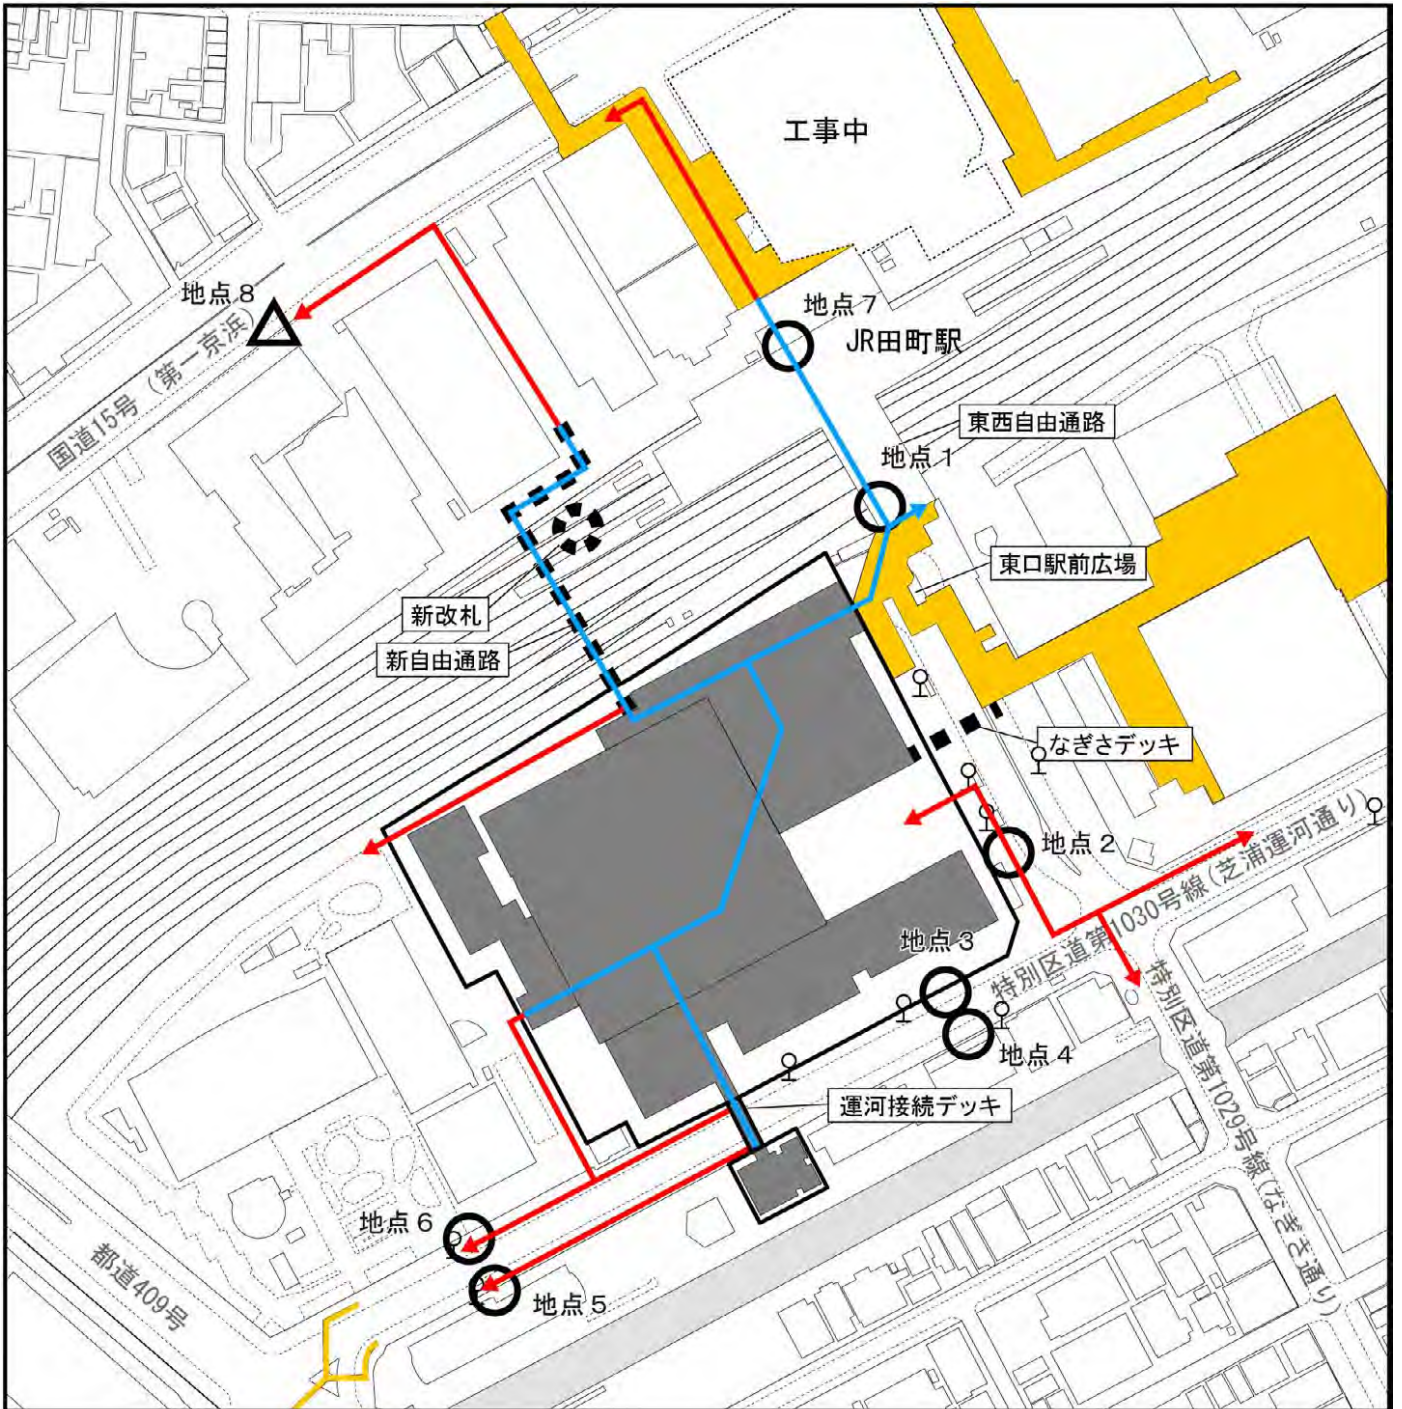 工事中
地点８
地点７
JR田町駅
国道15号（第一京浜）
東西自由通路
地点１
東口駅前広場
新改札
新自由通路
なぎさデッキ
地点２
特別区道第1030号線(芝浦運河通り)
地点３
地点４
特別区道第1029号線(なぎさ通り)
運河接続デッキ
地点６
地点５
都道409号